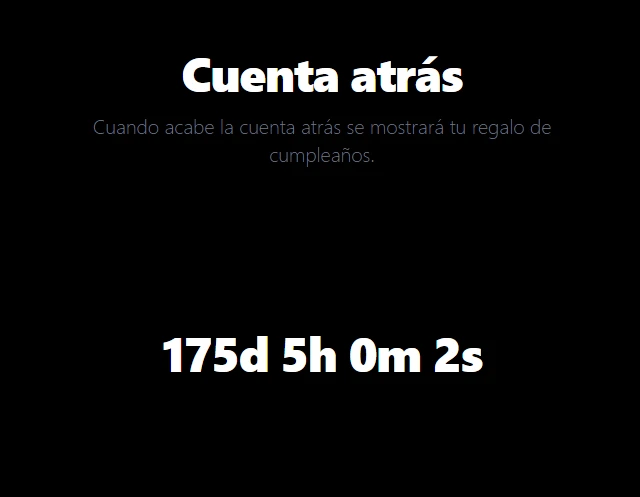 Cuenta atrás
Cuando acabe la cuenta atrás se mostrará tu regalo de
cumpleaños.
175d 5h 0m 2s